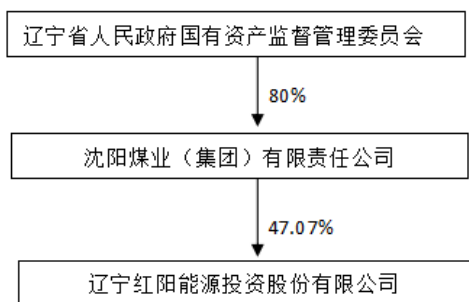 辽宁省人民政府国有资产监督管理委员会
80%
沈阳煤业（集团）有限责任公司
47.07%
辽宁红阳能源投资股份有限公司